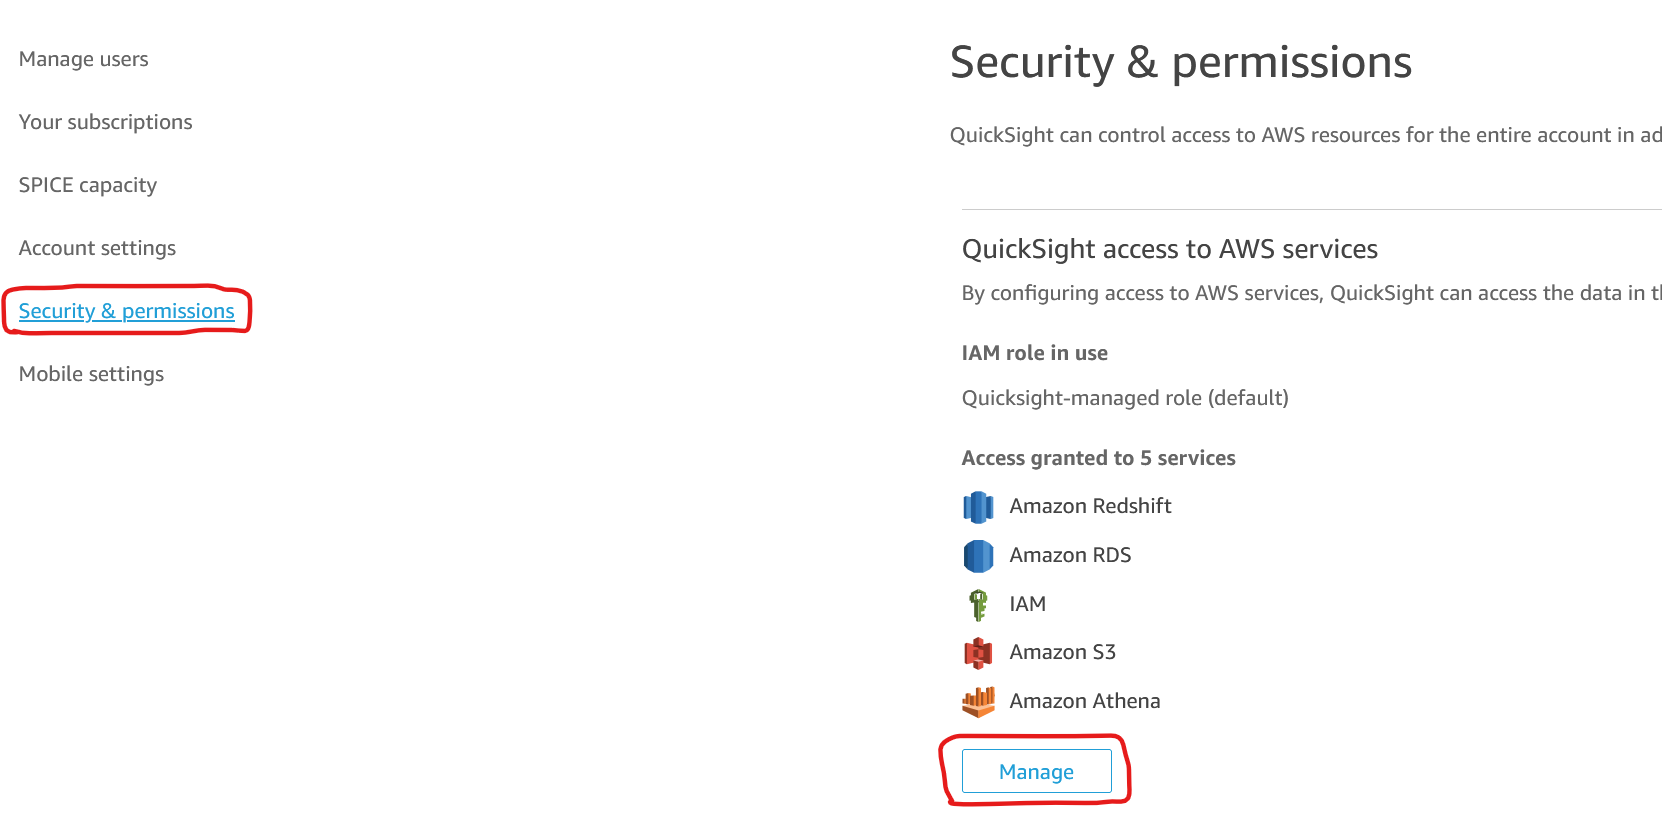 Manage users
Your subscriptions
SPICE capacity
Account settings
Security & permissions
Mobile settings
Security & permissions
QuickSight can control access to AWS resources for the entire account in ad
QuickSight access to AWS services
By configuring access to AWS services, QuickSight can access the data in
IAM role in use
Quicksight-managed role (default)
Access granted to 5 services
Amazon Redshift
Amazon RDS
IAM
Amazon S3
Amazon Athena
Manage